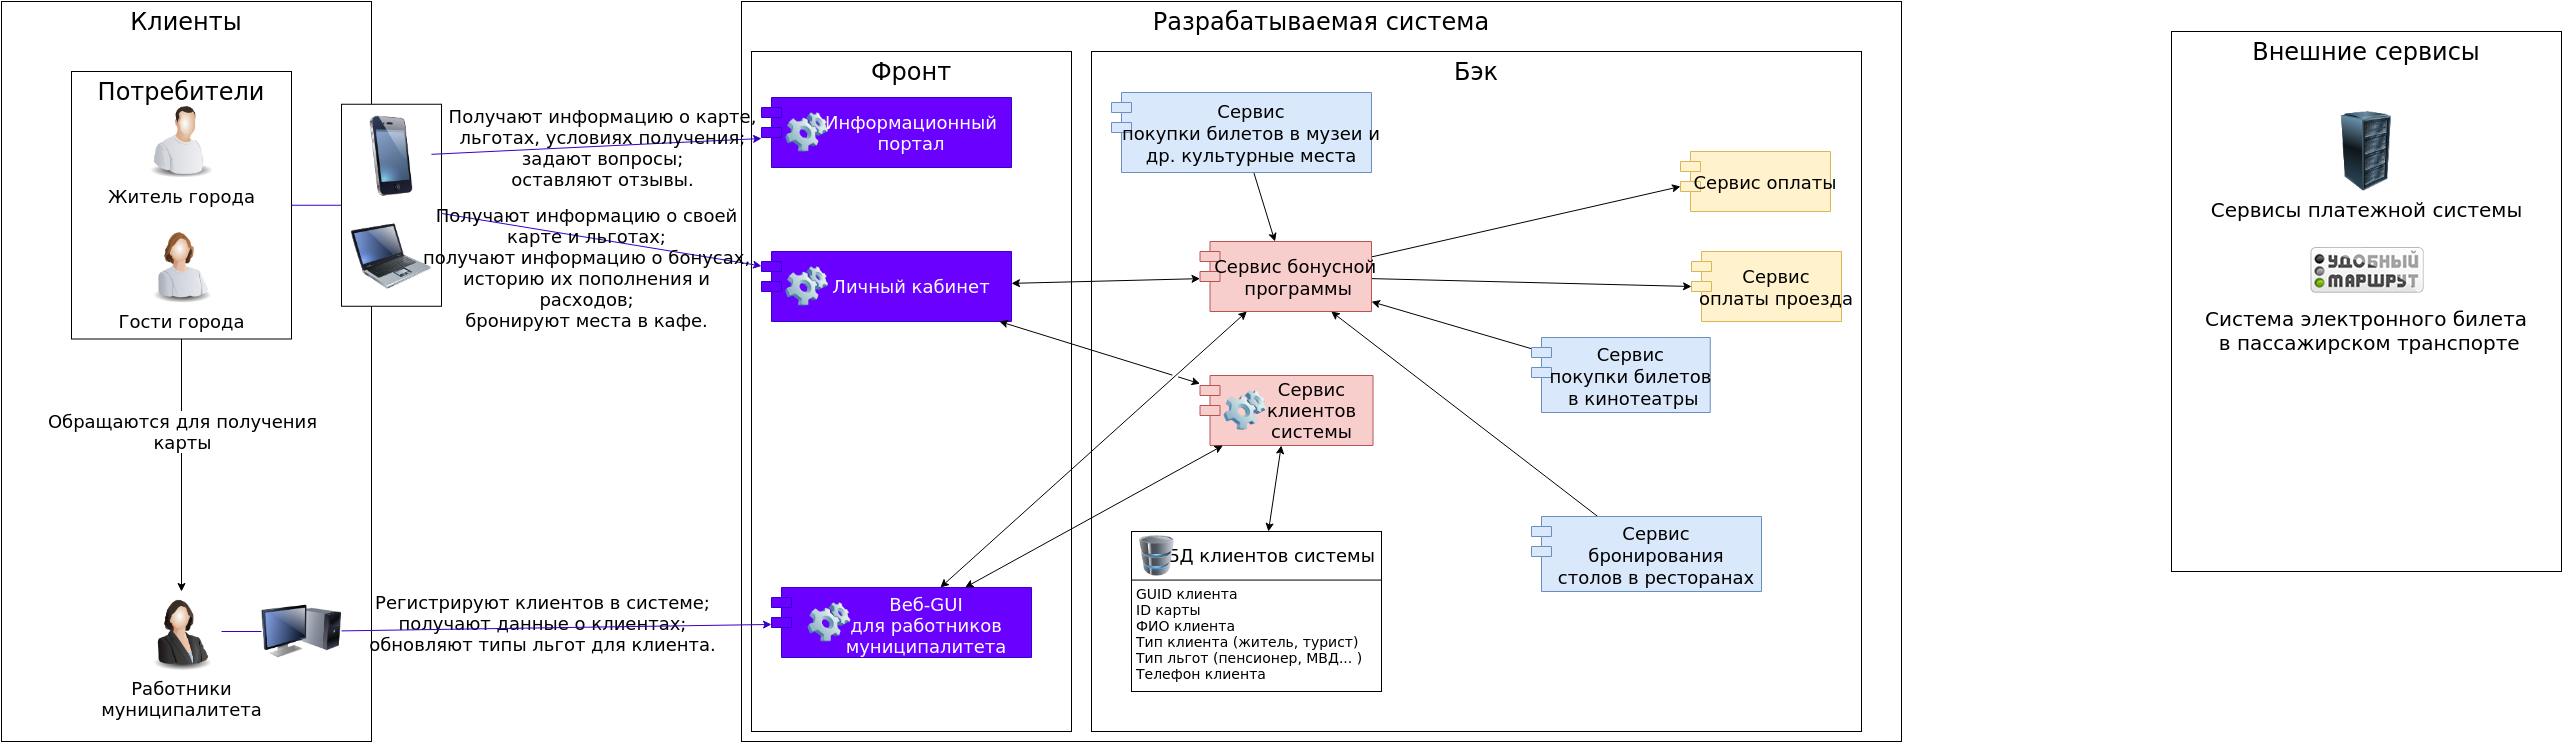 Клиенты
Потребители
Житель города
Гости города
Обращаются для получения
карты
Работники
муниципалитета
Получают информацию о карте,
льготах, условиях получения;
задают вопросы;
оставляют отзывы.
Получают информацию о своей
карте и льготах;
получают информацию о бонусах,
историю их пополнения и
расходов;
бронируют места в кафе.
Регистрируют клиентов в системе;
получают данные о клиентах;
обновляют типы льгот для клиента.
Разрабатываемая система
Фронт
Информационный
портал
Личный кабинет
Веб-GUI
для работников
муниципалитета
Бэк
Сервис
покупки билетов в музеи и
др. культурные места
Сервис оплаты
Сервис бонусной
программы
Сервис
оплаты проезда
Сервис
покупки билетов
в кинотеатры
Сервис
клиентов
системы
Сервис
бронирования
столов в ресторанах
БД клиентов системы
GUID клиента
ID карты
ФИО клиента
Тип клиента (житель, турист)
Тип льгот (пенсионер, МВД... )
Телефон клиента
Внешние сервисы
Сервисы платежной системы
УДОБНЫЙ
МАРШРУТ
Система электронного билета
в пассажирском транспорте